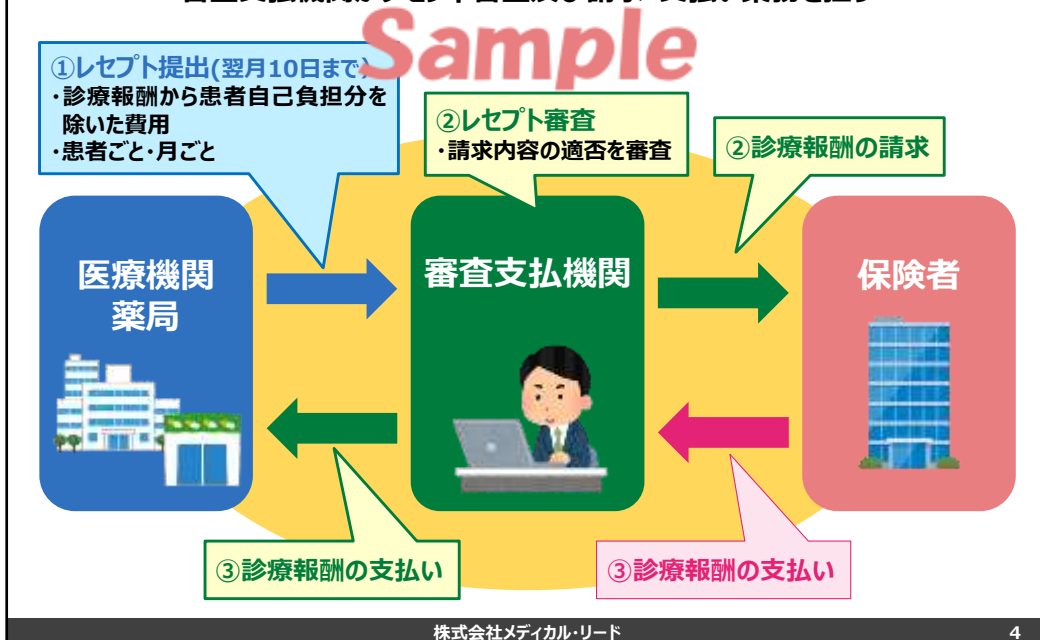 Sample
①レセプト提出(翌月10日まで)
・診療報酬から患者自己負担分を
除いた費用
・患者ごと・月ごと
②レセプト審査
・請求内容の適否を審査
②診療報酬の請求
医療機関
薬局
審査支払機関
保険者
③診療報酬の支払い
③診療報酬の支払い
株式会社メディカル・リード
4